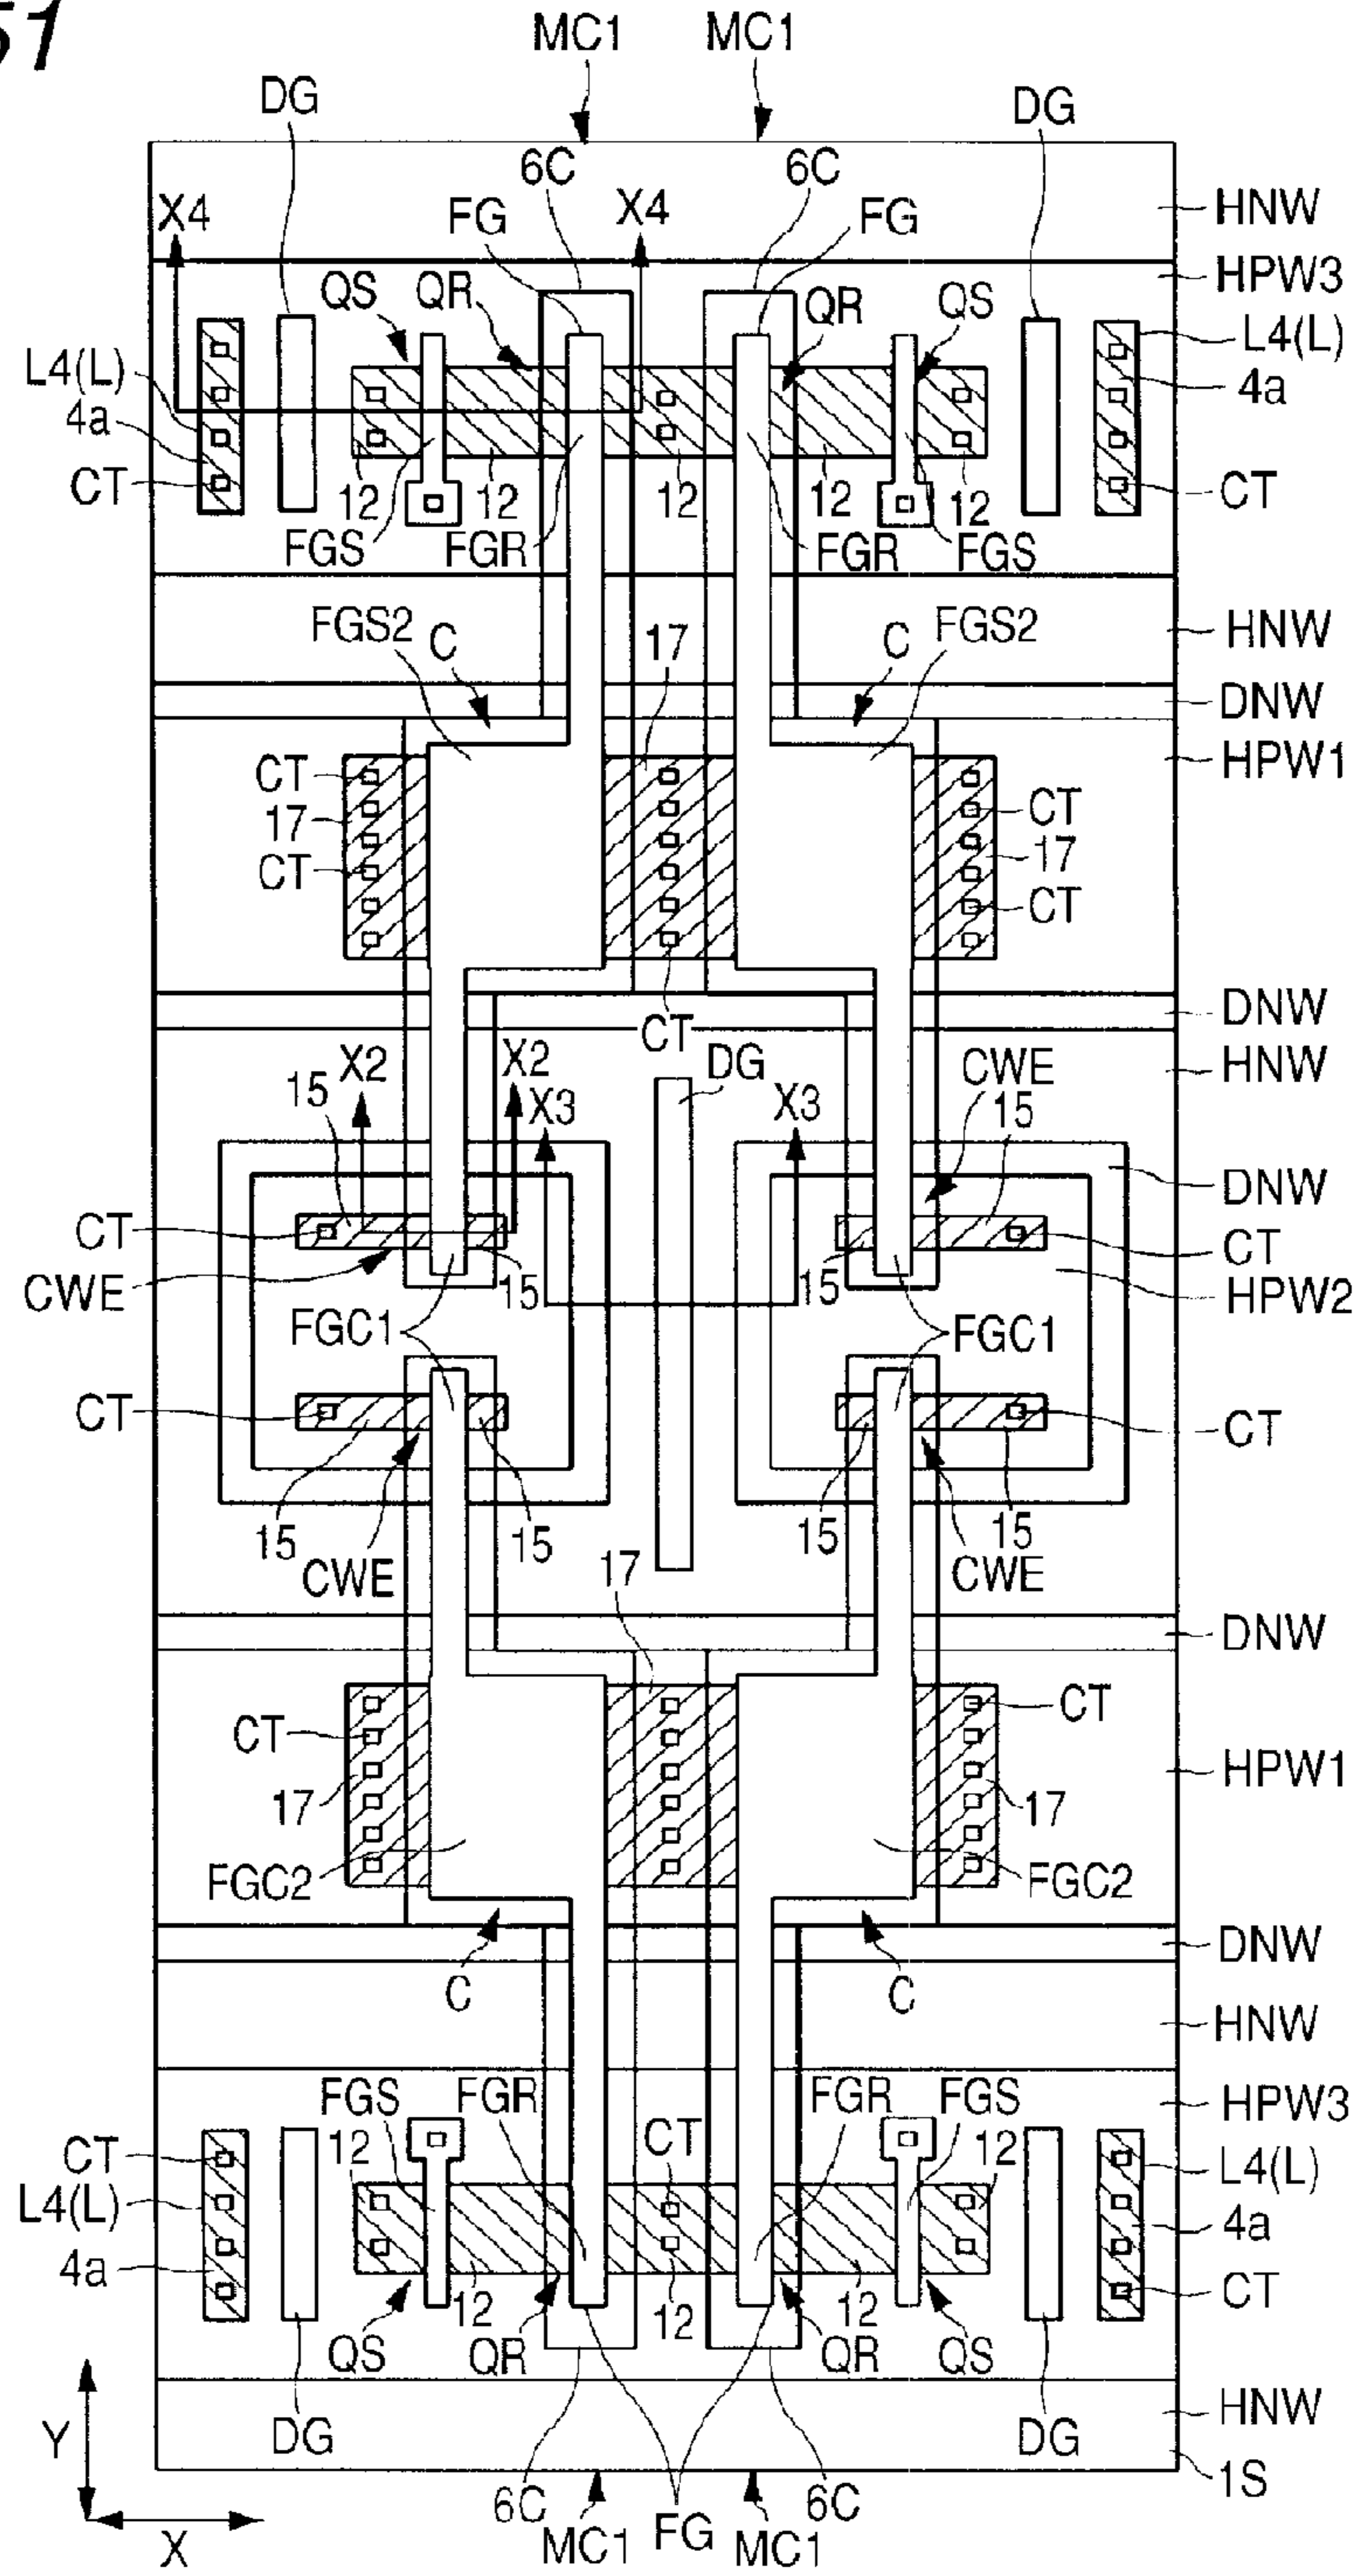 51
MC1 MC1
DG DG
6C 6C
X4 FG X4 FG HNW
HPW3
QS QR QR QS
L4(L) L4(L)
4a 4a
CT 12 12 12 12 12 CT
FGS FGR FGR FGS
FGS2 C 17 C FGS2 HNW
DNW
CT HPW1
17 CT
CT 17
CT
DNW
CT
X2 X2 DG CWE HNW
15 X3 X3 15
DNW
CT CT
CWE 15 15 HPW2
FGC1 FGC1
CT CT
15 15 15 15
CWE 17 CWE
DNW
CT CT
17 17 HPW1
FGC2 FGC2
DNW
C C
HNW
FGS FGR FGR FGS HPW3
CT 12 CT 12 L4(L)
L4(L) 4a
4a 12 12 12 CT
QS QR QR QS
HNW
Y DG DG
1S
6C 6C
X MC1 FG MC1